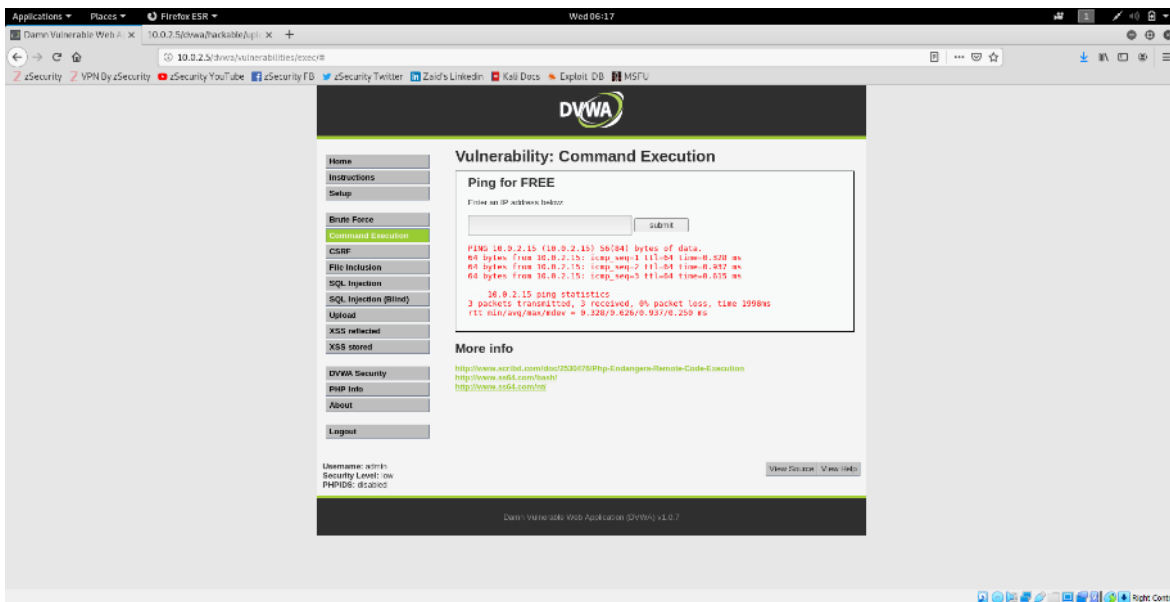 Applications Places Firefox ESR Wed 06:17 1
Damn Vulnerable Web A × 10.0.2.5/dvwa/hackable/uplo × +
10.0.2.5/dvwa/vulnerabilities/exec/#
zSecurity VPN By zSecurity zSecurity YouTube zSecurity FB zSecurity Twitter Zaid's Linkedin Kali Docs Exploit DB MSFU
DVWA
Home
Instructions
Setup
Brute Force
Command Execution
CSRF
File Inclusion
SQL Injection
SQL Injection (Blind)
Upload
XSS reflected
XSS stored
DVWA Security
PHP Info
About
Logout
Vulnerability: Command Execution
Ping for FREE
Enter an IP address below:
submit
PING 10.0.2.15 (10.0.2.15) 56(84) bytes of data.
64 bytes from 10.0.2.15: icmp_seq=1 ttl=64 time=0.328 ms
64 bytes from 10.0.2.15: icmp_seq=2 ttl=64 time=0.937 ms
64 bytes from 10.0.2.15: icmp_seq=3 ttl=64 time=0.615 ms
10.0.2.15 ping statistics
3 packets transmitted, 3 received, 0% packet loss, time 1998ms
rtt min/avg/max/mdev = 0.328/0.626/0.937/0.250 ms
More info
http://www.scribd.com/doc/2530476/Php-Endangers-Remote-Code-Execution
http://www.ss64.com/bash/
http://www.ss64.com/nt/
Username: admin
Security Level: low
PHPIDS: disabled
View Source View Help
Damn Vulnerable Web Application (DVWA) v1.0.7
Right Cont